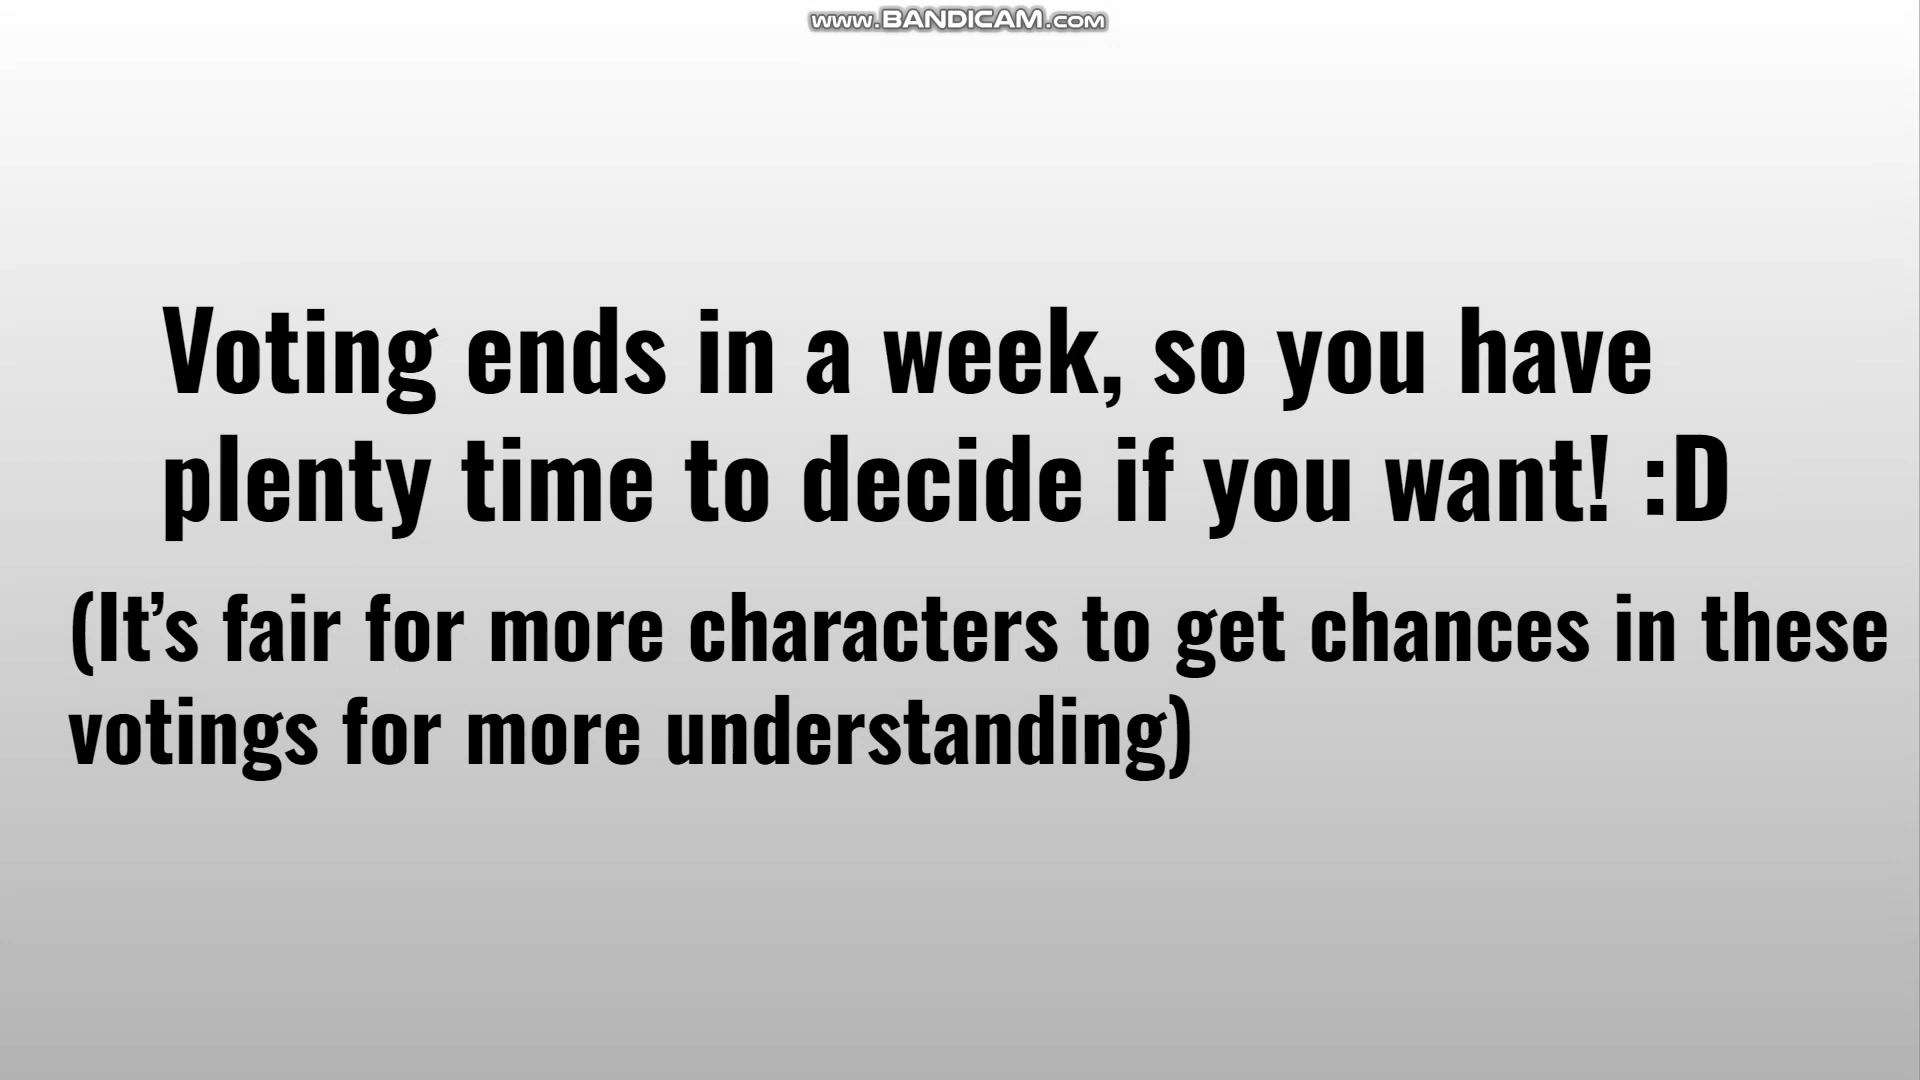 www.BANDICAM.com
Voting ends in a week, so you have
plenty time to decide if you want! :D
(It’s fair for more characters to get chances in these
votings for more understanding)